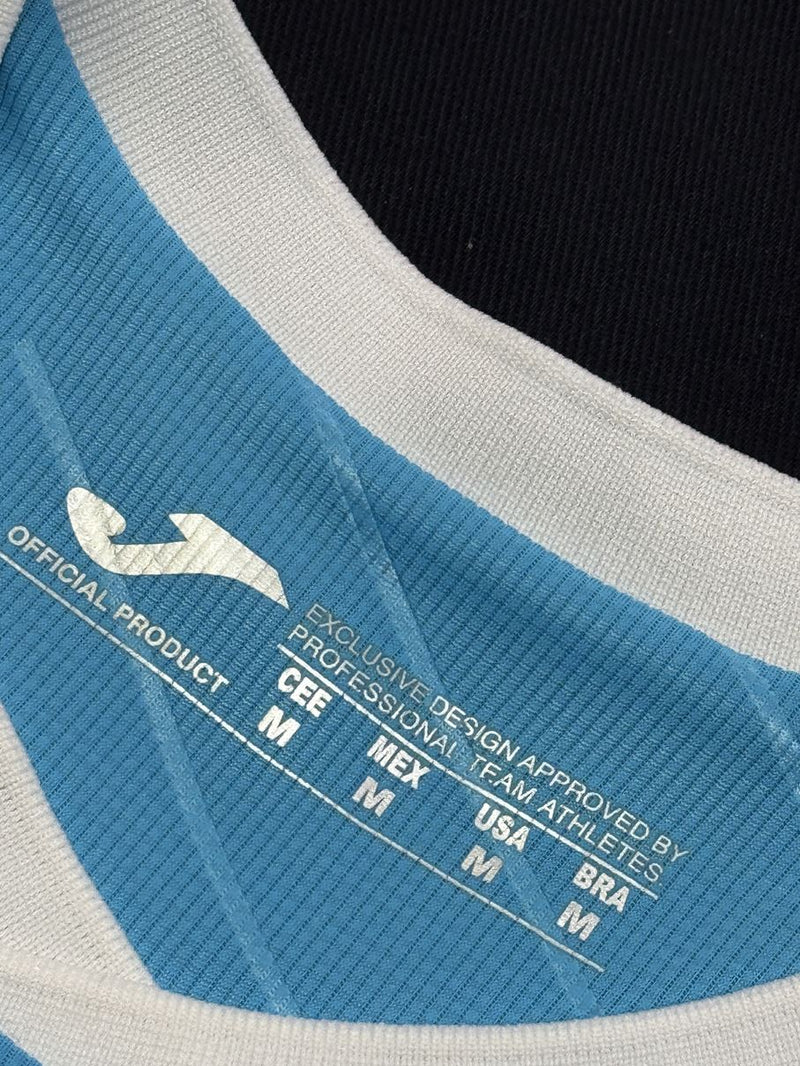 OFFICIAL PRODUCT
EXCLUSIVE DESIGN APPROVED BY
PROFESSIONAL TEAM ATHLETES.
CEE MEX USA BRA
M M M M